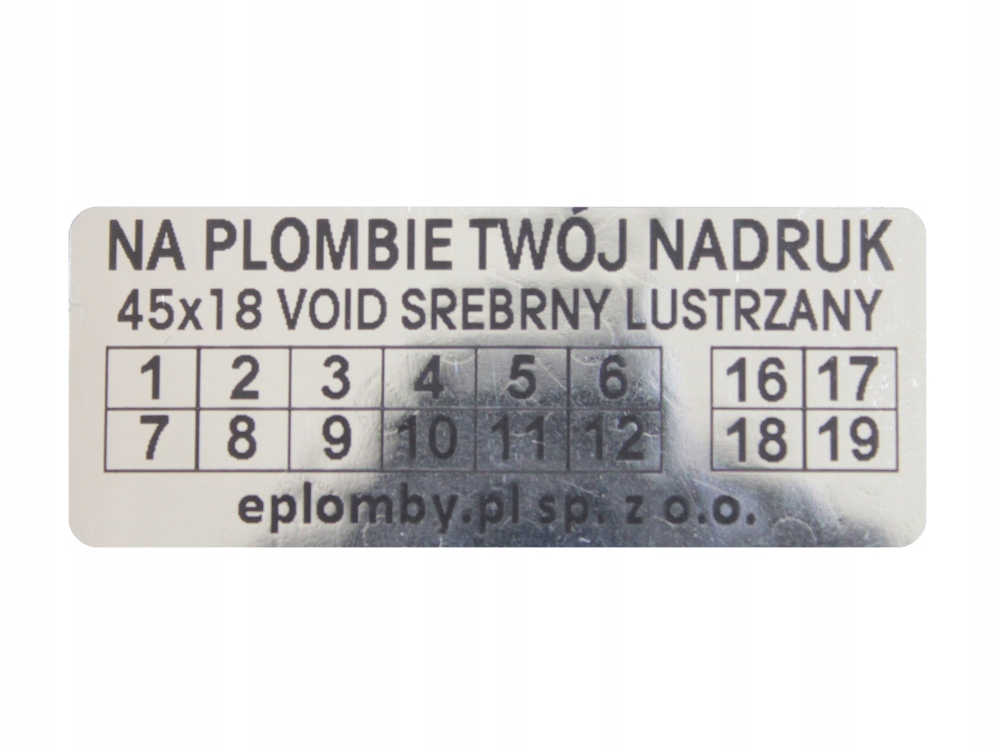 NA PLOMBIE TWÓJ NADRUK
45x18 VOID SREBRNY LUSTRZANY
1 2 3 4 5 6 16 17
7 8 9 10 11 12 18 19
eplomby.pl sp. z o.o.